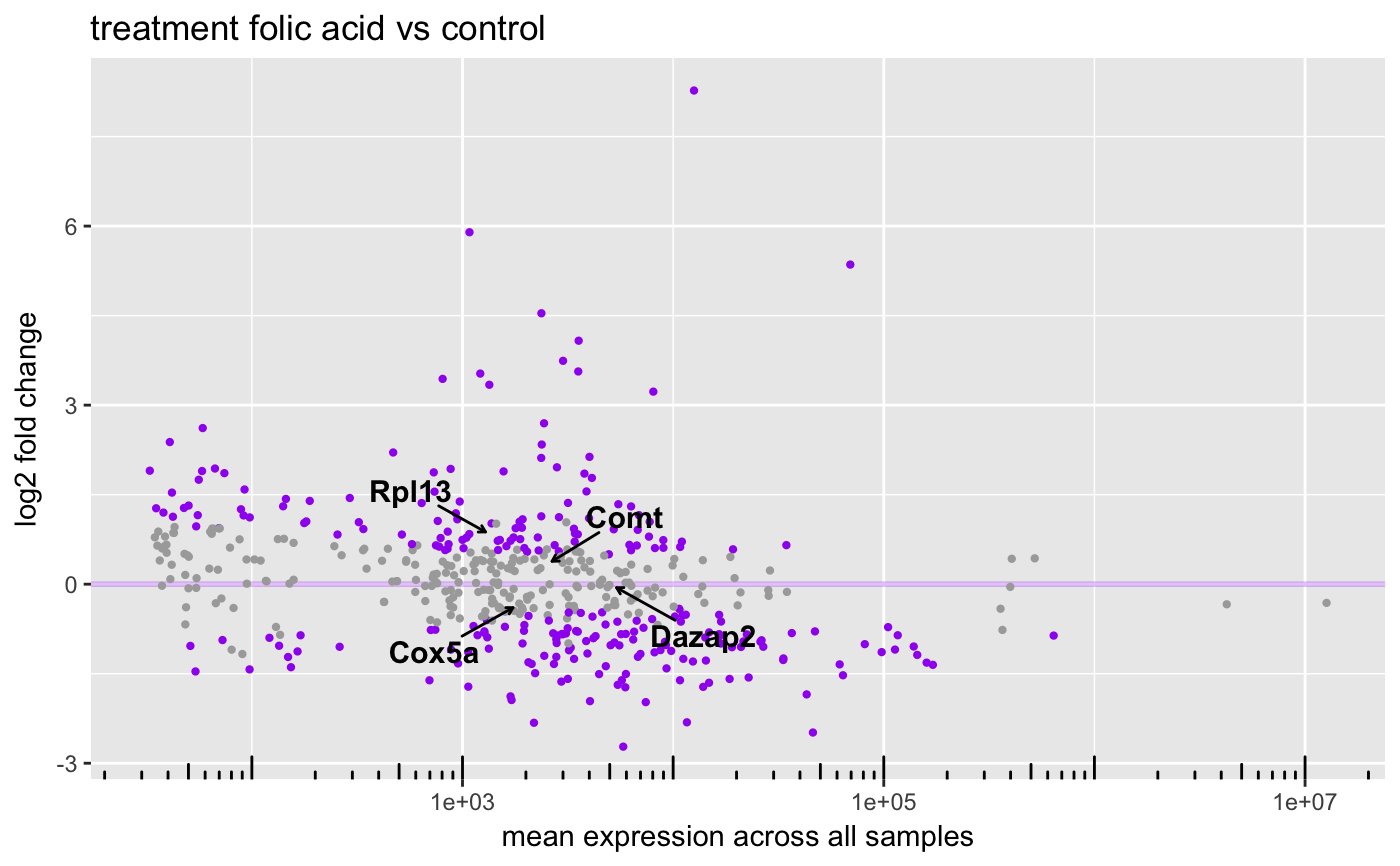 treatment folic acid vs control
log2 fold change
6
3
0
-3
Rpl13
Comt
Cox5a
Dazap2
1e+03
1e+05
1e+07
mean expression across all samples